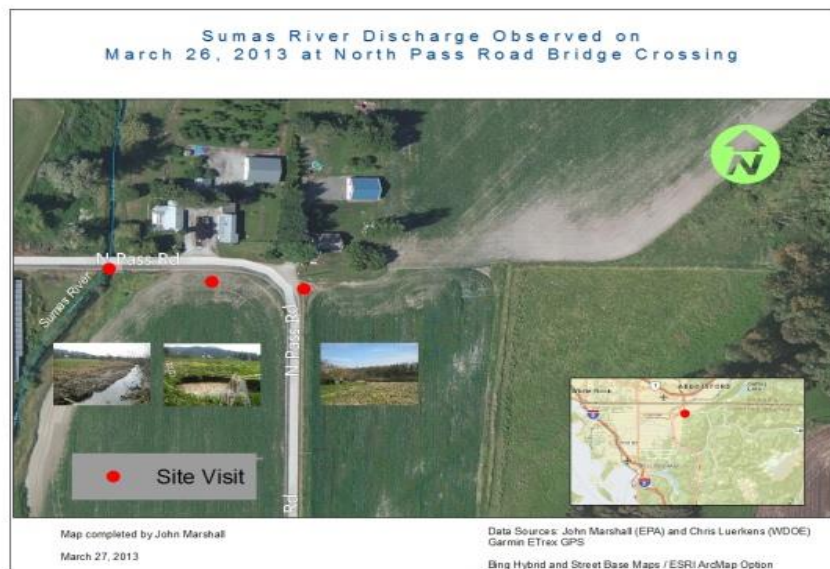 Sumas River Discharge Observed on
March 26, 2013 at North Pass Road Bridge Crossing
N
N Pass Rd
Sumas River
N Pass Rd
Rd
ABBOTSFORD
Site Visit
Map completed by John Marshall
March 27, 2013
Data Sources: John Marshall (EPA) and Chris Luerkens (WDOE)
Garmin ETrex GPS
Bing Hybrid and Street Base Maps / ESRI ArcMap Option